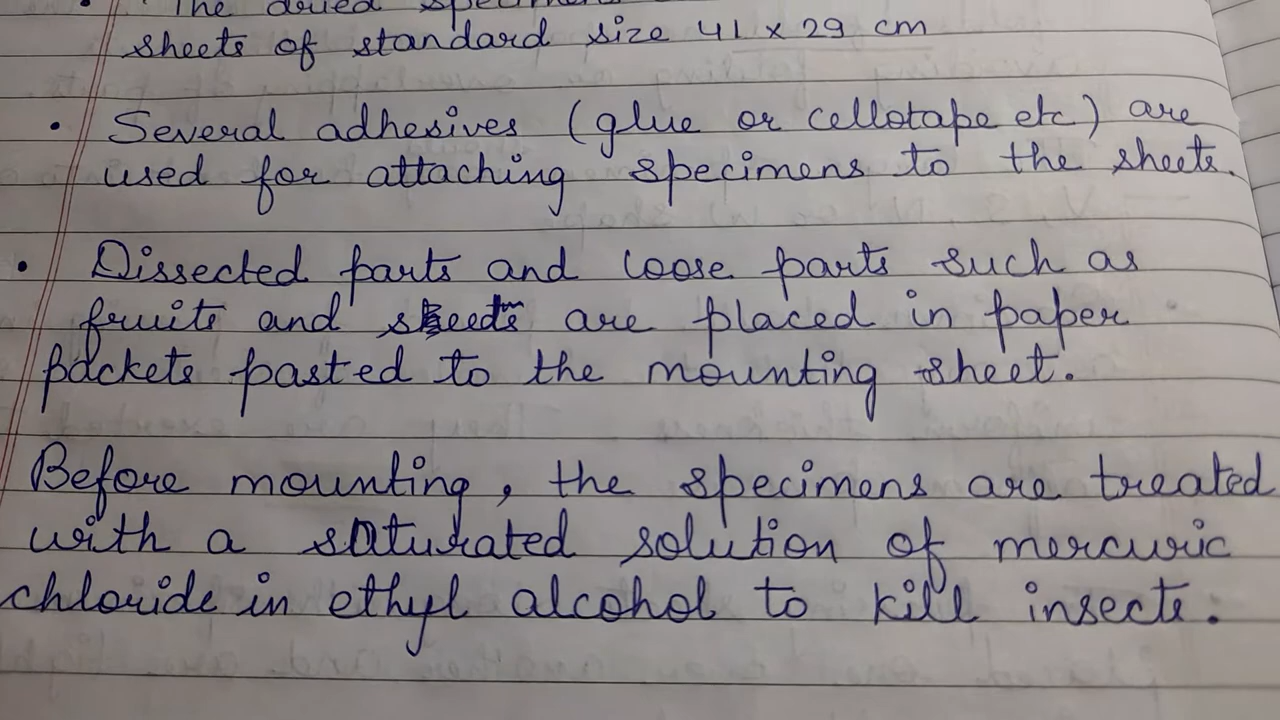 • The dried specimens
sheets of standard size 41 x 29 cm
• Several adhesives (glue or cellotape etc) are
used for attaching specimens to the sheets.
• Dissected parts and loose parts such as
fruits and seeds are placed in paper
packets pasted to the mounting sheet.
Before mounting, the specimens are treated
with a saturated solution of mercuric
chloride in ethyl alcohol to kill insects.